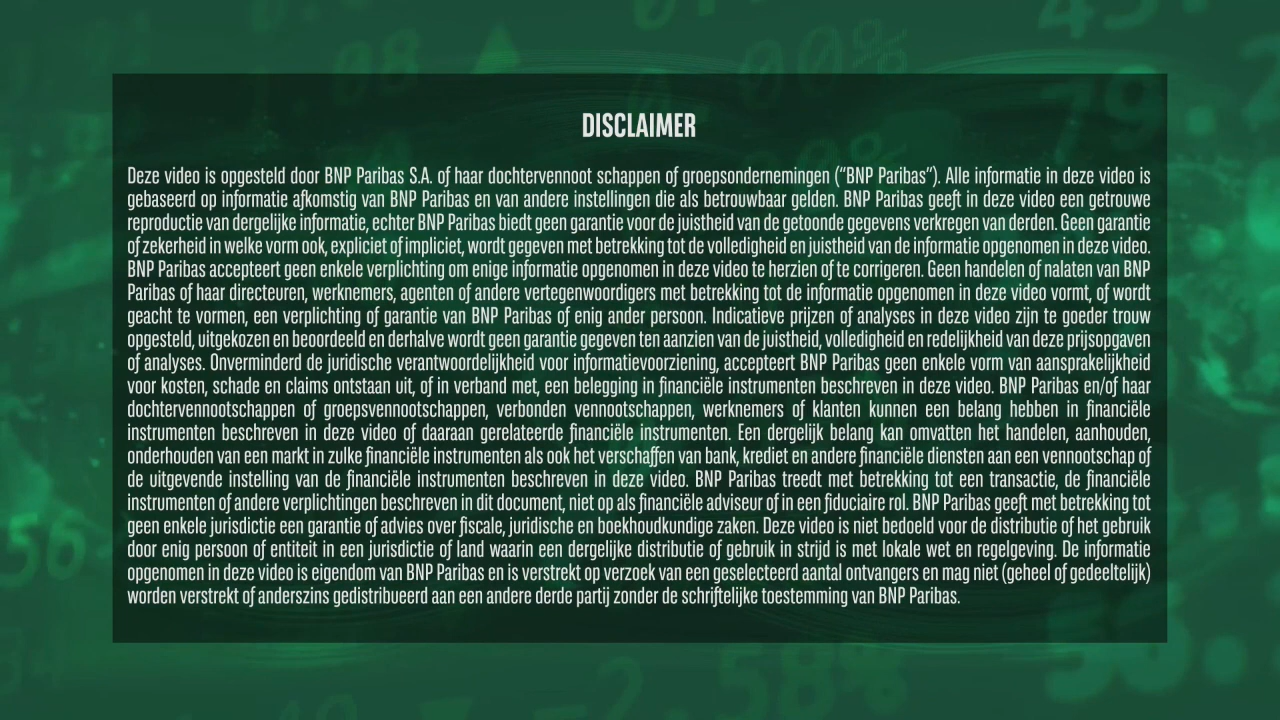 DISCLAIMER
Deze video is opgesteld door BNP Paribas S.A. of haar dochtervennoot schappen of groepsondernemingen (“BNP Paribas”). Alle informatie in deze video is
gebaseerd op informatie afkomstig van BNP Paribas en van andere instellingen die als betrouwbaar gelden. BNP Paribas geeft in deze video een getrouwe
reproductie van dergelijke informatie, echter BNP Paribas biedt geen garantie voor de juistheid van de getoonde gegevens verkregen van derden. Geen garantie
of zekerheid in welke vorm ook, expliciet of impliciet, wordt gegeven met betrekking tot de volledigheid en juistheid van de informatie opgenomen in deze video.
BNP Paribas accepteert geen enkele verplichting om enige informatie opgenomen in deze video te herzien of te corrigeren. Geen handelen of nalaten van BNP
Paribas of haar directeuren, werknemers, agenten of andere vertegenwoordigers met betrekking tot de informatie opgenomen in deze video vormt, of wordt
geacht te vormen, een verplichting of garantie van BNP Paribas of enig ander persoon. Indicatieve prijzen of analyses in deze video zijn te goeder trouw
opgesteld, uitgekozen en beoordeeld en derhalve wordt geen garantie gegeven ten aanzien van de juistheid, volledigheid en redelijkheid van deze prijsopgaven
of analyses. Onverminderd de juridische verantwoordelijkheid voor informatievoorziening, accepteert BNP Paribas geen enkele vorm van aansprakelijkheid
voor kosten, schade en claims ontstaan uit, of in verband met, een belegging in financiële instrumenten beschreven in deze video. BNP Paribas en/of haar
dochtervennootschappen of groepsvennootschappen, verbonden vennootschappen, werknemers of klanten kunnen een belang hebben in financiële
instrumenten beschreven in deze video of daaraan gerelateerde financiële instrumenten. Een dergelijk belang kan omvatten het handelen, aanhouden,
onderhouden van een markt in zulke financiële instrumenten als ook het verschaffen van bank, krediet en andere financiële diensten aan een vennootschap of
de uitgevende instelling van de financiële instrumenten beschreven in deze video. BNP Paribas treedt met betrekking tot een transactie, de financiële
instrumenten of andere verplichtingen beschreven in dit document, niet op als financiële adviseur of in een fiduciaire rol. BNP Paribas geeft met betrekking tot
geen enkele jurisdictie een garantie of advies over fiscale, juridische en boekhoudkundige zaken. Deze video is niet bedoeld voor de distributie of het gebruik
door enig persoon of entiteit in een jurisdictie of land waarin een dergelijke distributie of gebruik in strijd is met lokale wet en regelgeving. De informatie
opgenomen in deze video is eigendom van BNP Paribas en is verstrekt op verzoek van een geselecteerd aantal ontvangers en mag niet (geheel of gedeeltelijk)
worden verstrekt of anderszins gedistribueerd aan een andere derde partij zonder de schriftelijke toestemming van BNP Paribas.